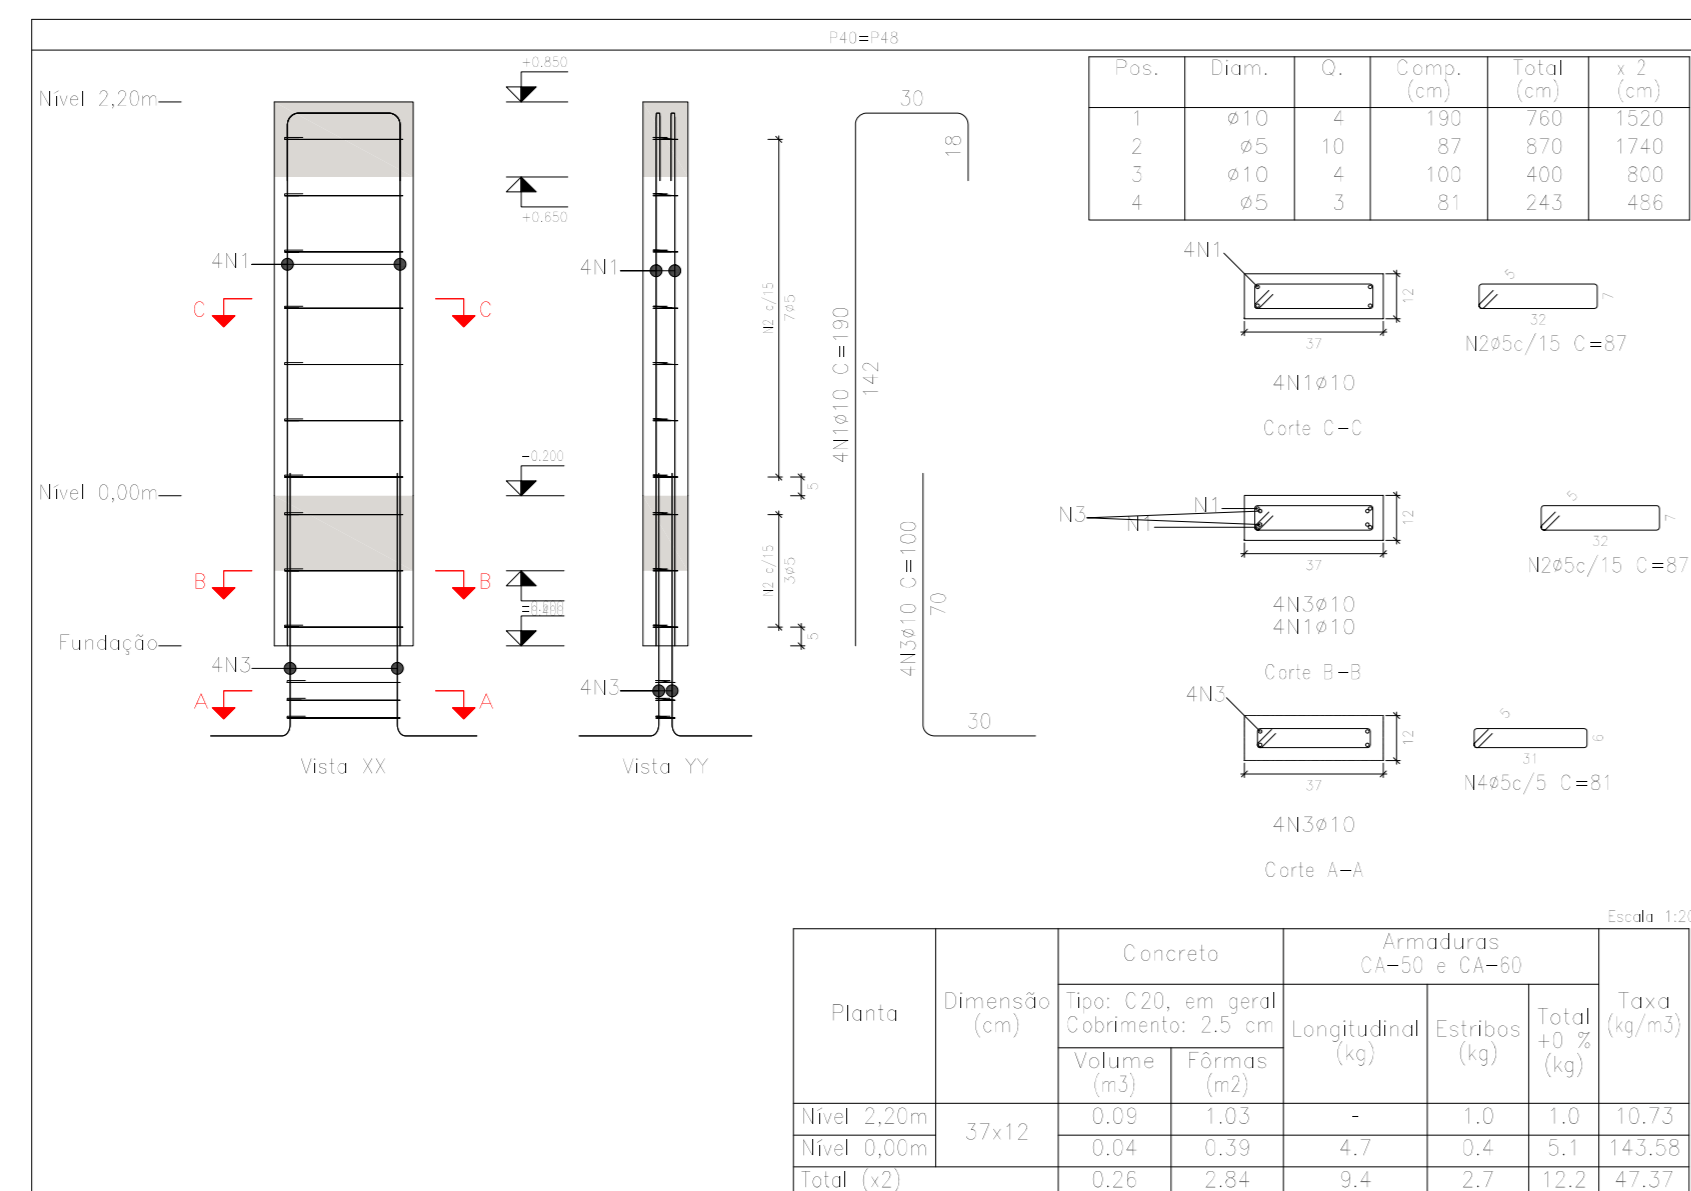 P40=P48
Nível 2,20m
Nível 0,00m
Fundação
4N1
C C
B B
4N3
A A
Vista XX
+0.850
+0.650
-0.200
4N1
4N3
Vista YY
N2 c/15
7ø5
5
N2 c/15
3ø5
5
30
18
4N1ø10 C=190
142
4N3ø10 C=100
70
30
Pos. Diam. Q. Comp. (cm) Total (cm) x 2 (cm)
1 ø10 4 190 760 1520
2 ø5 10 87 870 1740
3 ø10 4 100 400 800
4 ø5 3 81 243 486
4N1
12
37
4N1ø10
Corte C-C
5
7
32
N2ø5c/15 C=87
N3
N1
N1
12
37
4N3ø10
4N1ø10
Corte B-B
5
7
32
N2ø5c/15 C=87
4N3
12
37
4N3ø10
Corte A-A
5
6
31
N4ø5c/5 C=81
Escala 1:20
Planta
Dimensão
(cm)
Concreto
Tipo: C20, em geral
Cobrimento: 2.5 cm
Volume
(m3)
Fôrmas
(m2)
Armaduras
CA-50 e CA-60
Longitudinal
(kg)
Estribos
(kg)
Total
+0 %
(kg)
Taxa
(kg/m3)
Nível 2,20m 37x12 0.09 1.03 - 1.0 1.0 10.73
Nível 0,00m 0.04 0.39 4.7 0.4 5.1 143.58
Total (x2) 0.26 2.84 9.4 2.7 12.2 47.37